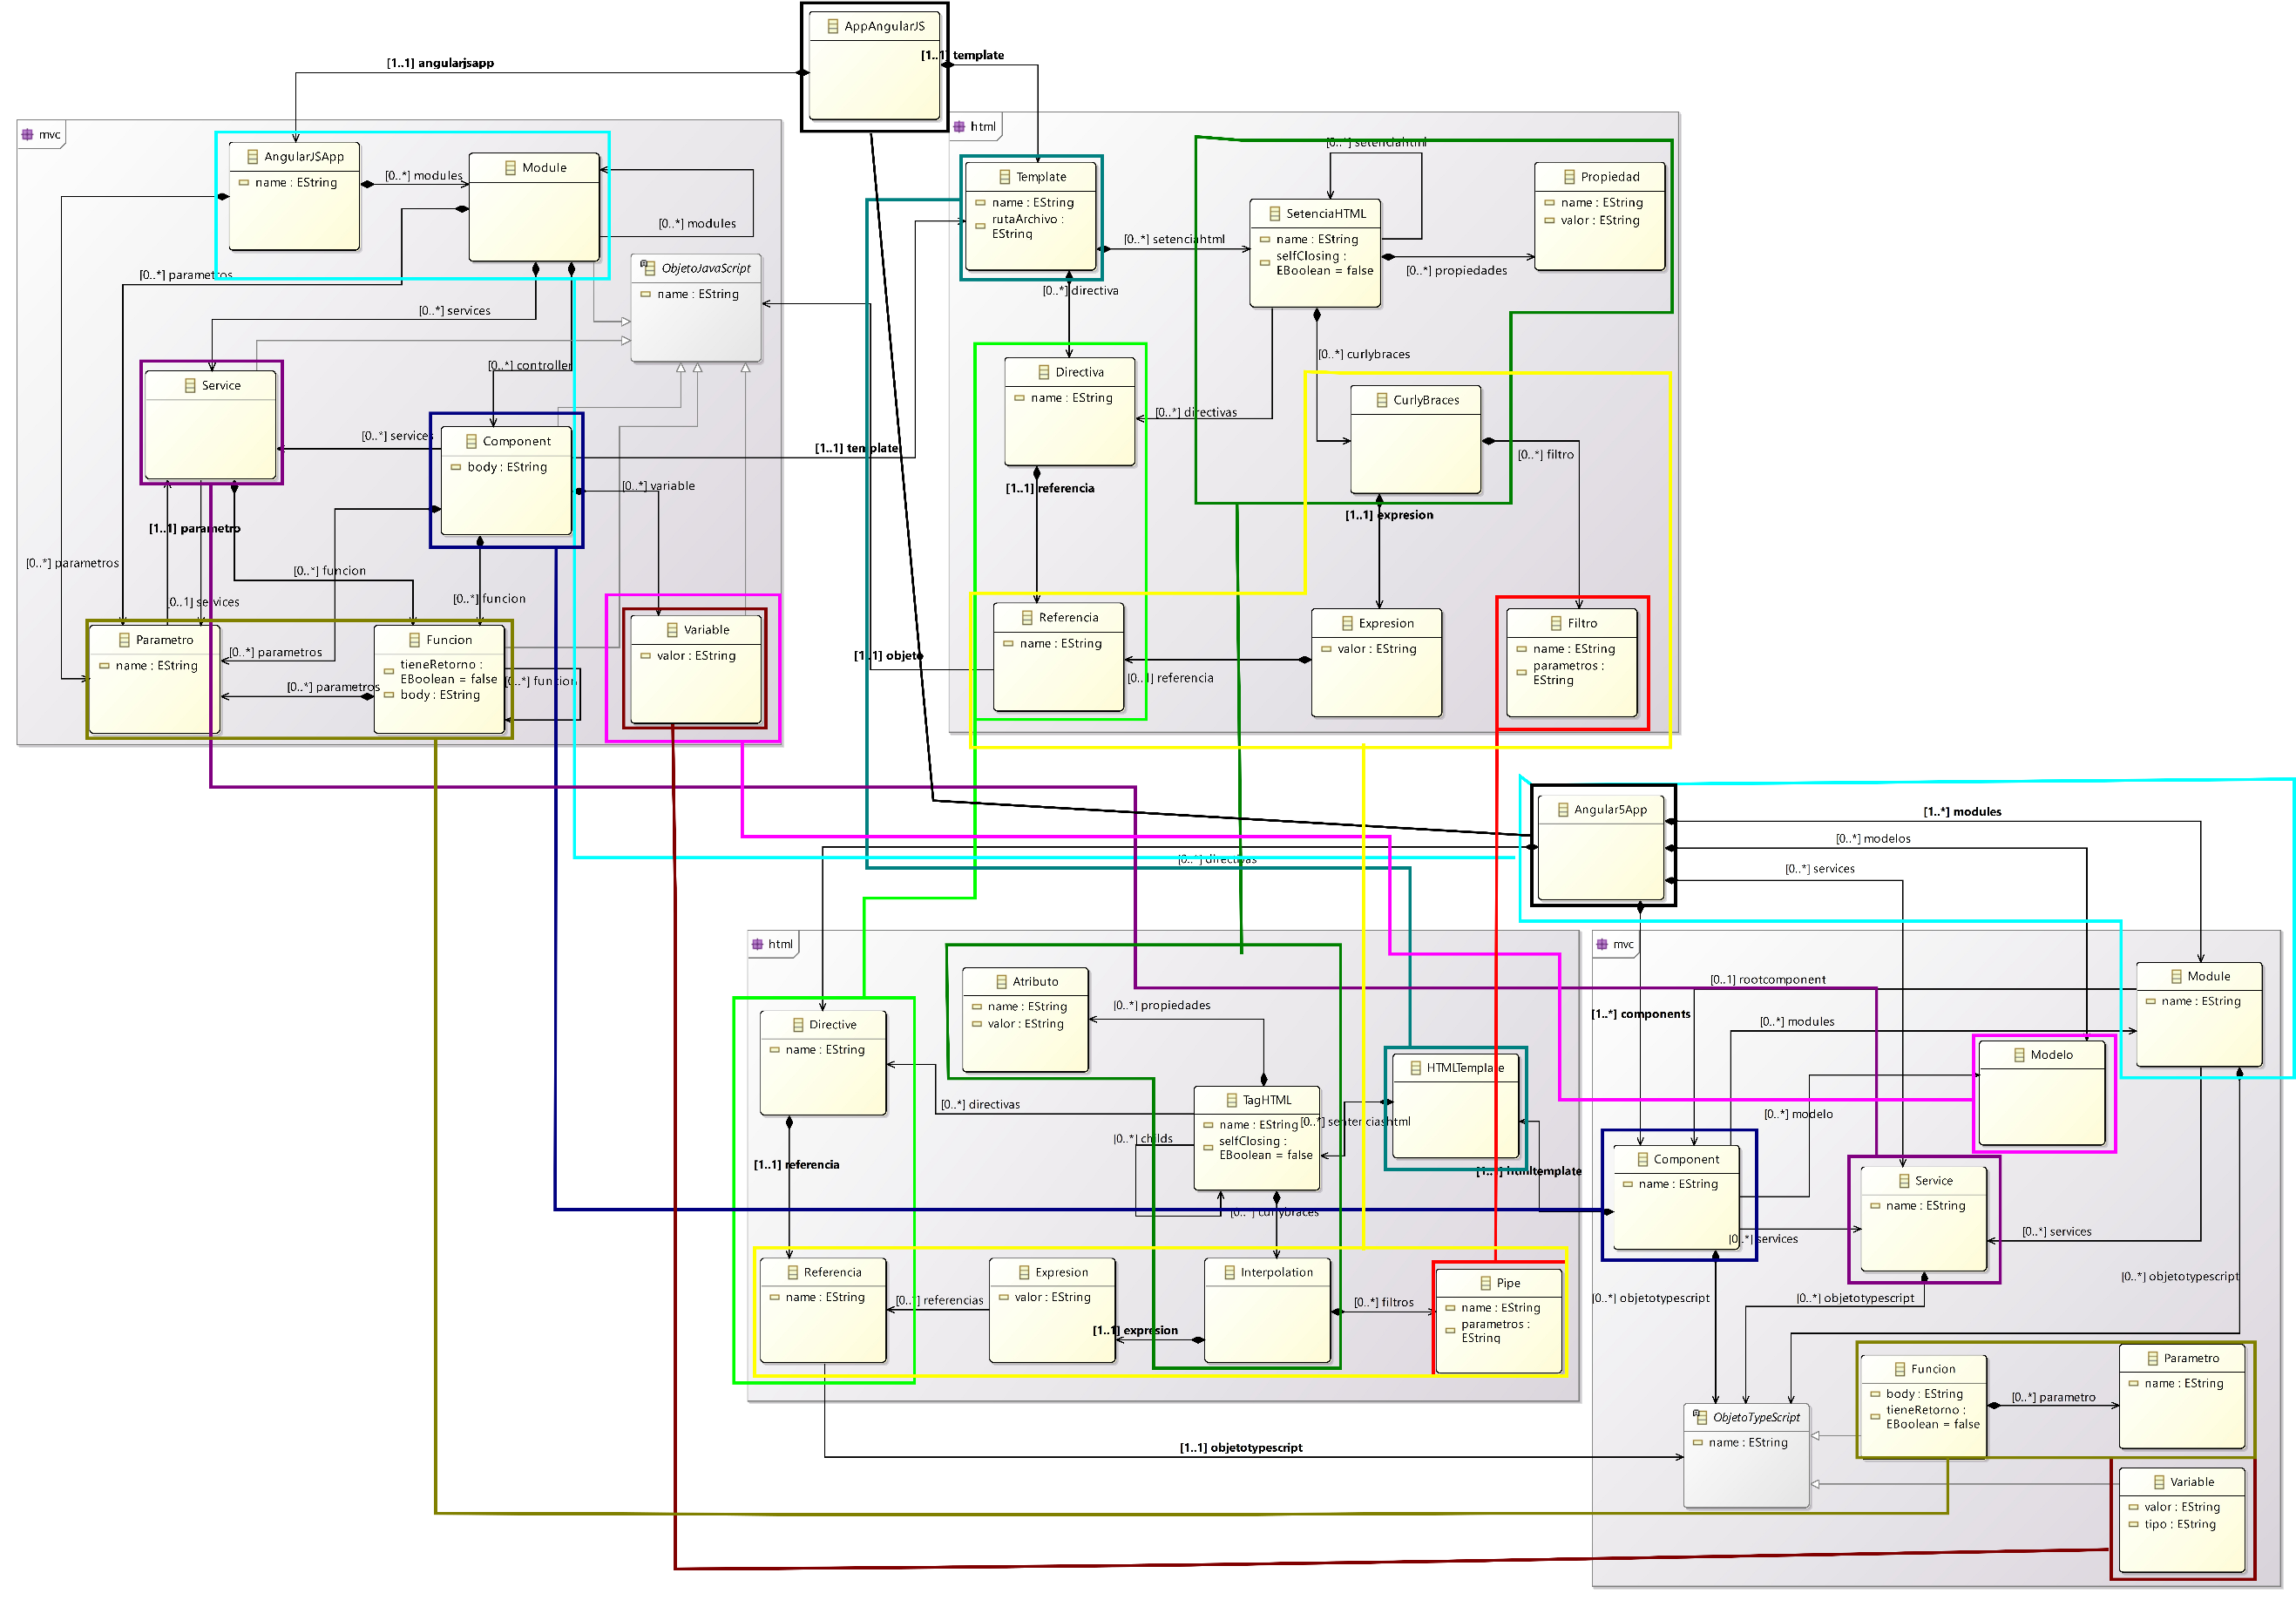 AppAngularJS
[1..1] angularjsapp
[1..1] template
mvc
AngularJSApp
name : EString
[0..*] modules
Module
[0..*] modules
[0..*] parametros
ObjetoJavaScript
name : EString
[0..*] services
[0..*] controller
Service
[0..*] services
Component
body : EString
[1..1] template
[0..*] variable
[1..1] parametro
[0..*] parametros
[0..*] funcion
[0..*] funcion
[0..1] services
Parametro
name : EString
[0..*] parametros
Funcion
tieneRetorno :
EBoolean = false
body : EString
[0..*] parametros
[0..*] funcion
Variable
valor : EString
html
Template
name : EString
rutaArchivo :
EString
[0..*] setenciahtml
[0..*] setenciahtml
SetenciaHTML
name : EString
selfClosing :
EBoolean = false
Propiedad
name : EString
valor : EString
[0..*] propiedades
[0..*] directiva
[0..*] curlybraces
Directiva
name : EString
[0..*] directivas
CurlyBraces
[0..*] filtro
[1..1] referencia
[1..1] expresion
Referencia
name : EString
[1..1] objeto
[0..1] referencia
Expresion
valor : EString
Filtro
name : EString
parametros :
EString
Angular5App
[1..*] modules
[0..*] modelos
[0..*] services
[0..*] directivas
html
Directive
name : EString
Atributo
name : EString
valor : EString
[0..*] propiedades
[0..*] directivas
TagHTML
name : EString
selfClosing :
EBoolean = false
[0..*] childs
[0..*] sentenciashtml
HTMLTemplate
[1..1] htmltemplate
[1..1] referencia
[0..*] curlybraces
Referencia
name : EString
[0..*] referencias
Expresion
valor : EString
[1..1] expresion
Interpolation
[0..*] filtros
Pipe
name : EString
parametros :
EString
[1..1] objetotypescript
mvc
[0..1] rootcomponent
[1..*] components
[0..*] modules
Module
name : EString
Modelo
[0..*] modelo
Component
name : EString
[0..*] services
Service
name : EString
[0..*] services
[0..*] objetotypescript
[0..*] objetotypescript
[0..*] objetotypescript
ObjetoTypeScript
name : EString
Funcion
body : EString
tieneRetorno :
EBoolean = false
[0..*] parametro
Parametro
name : EString
Variable
valor : EString
tipo : EString